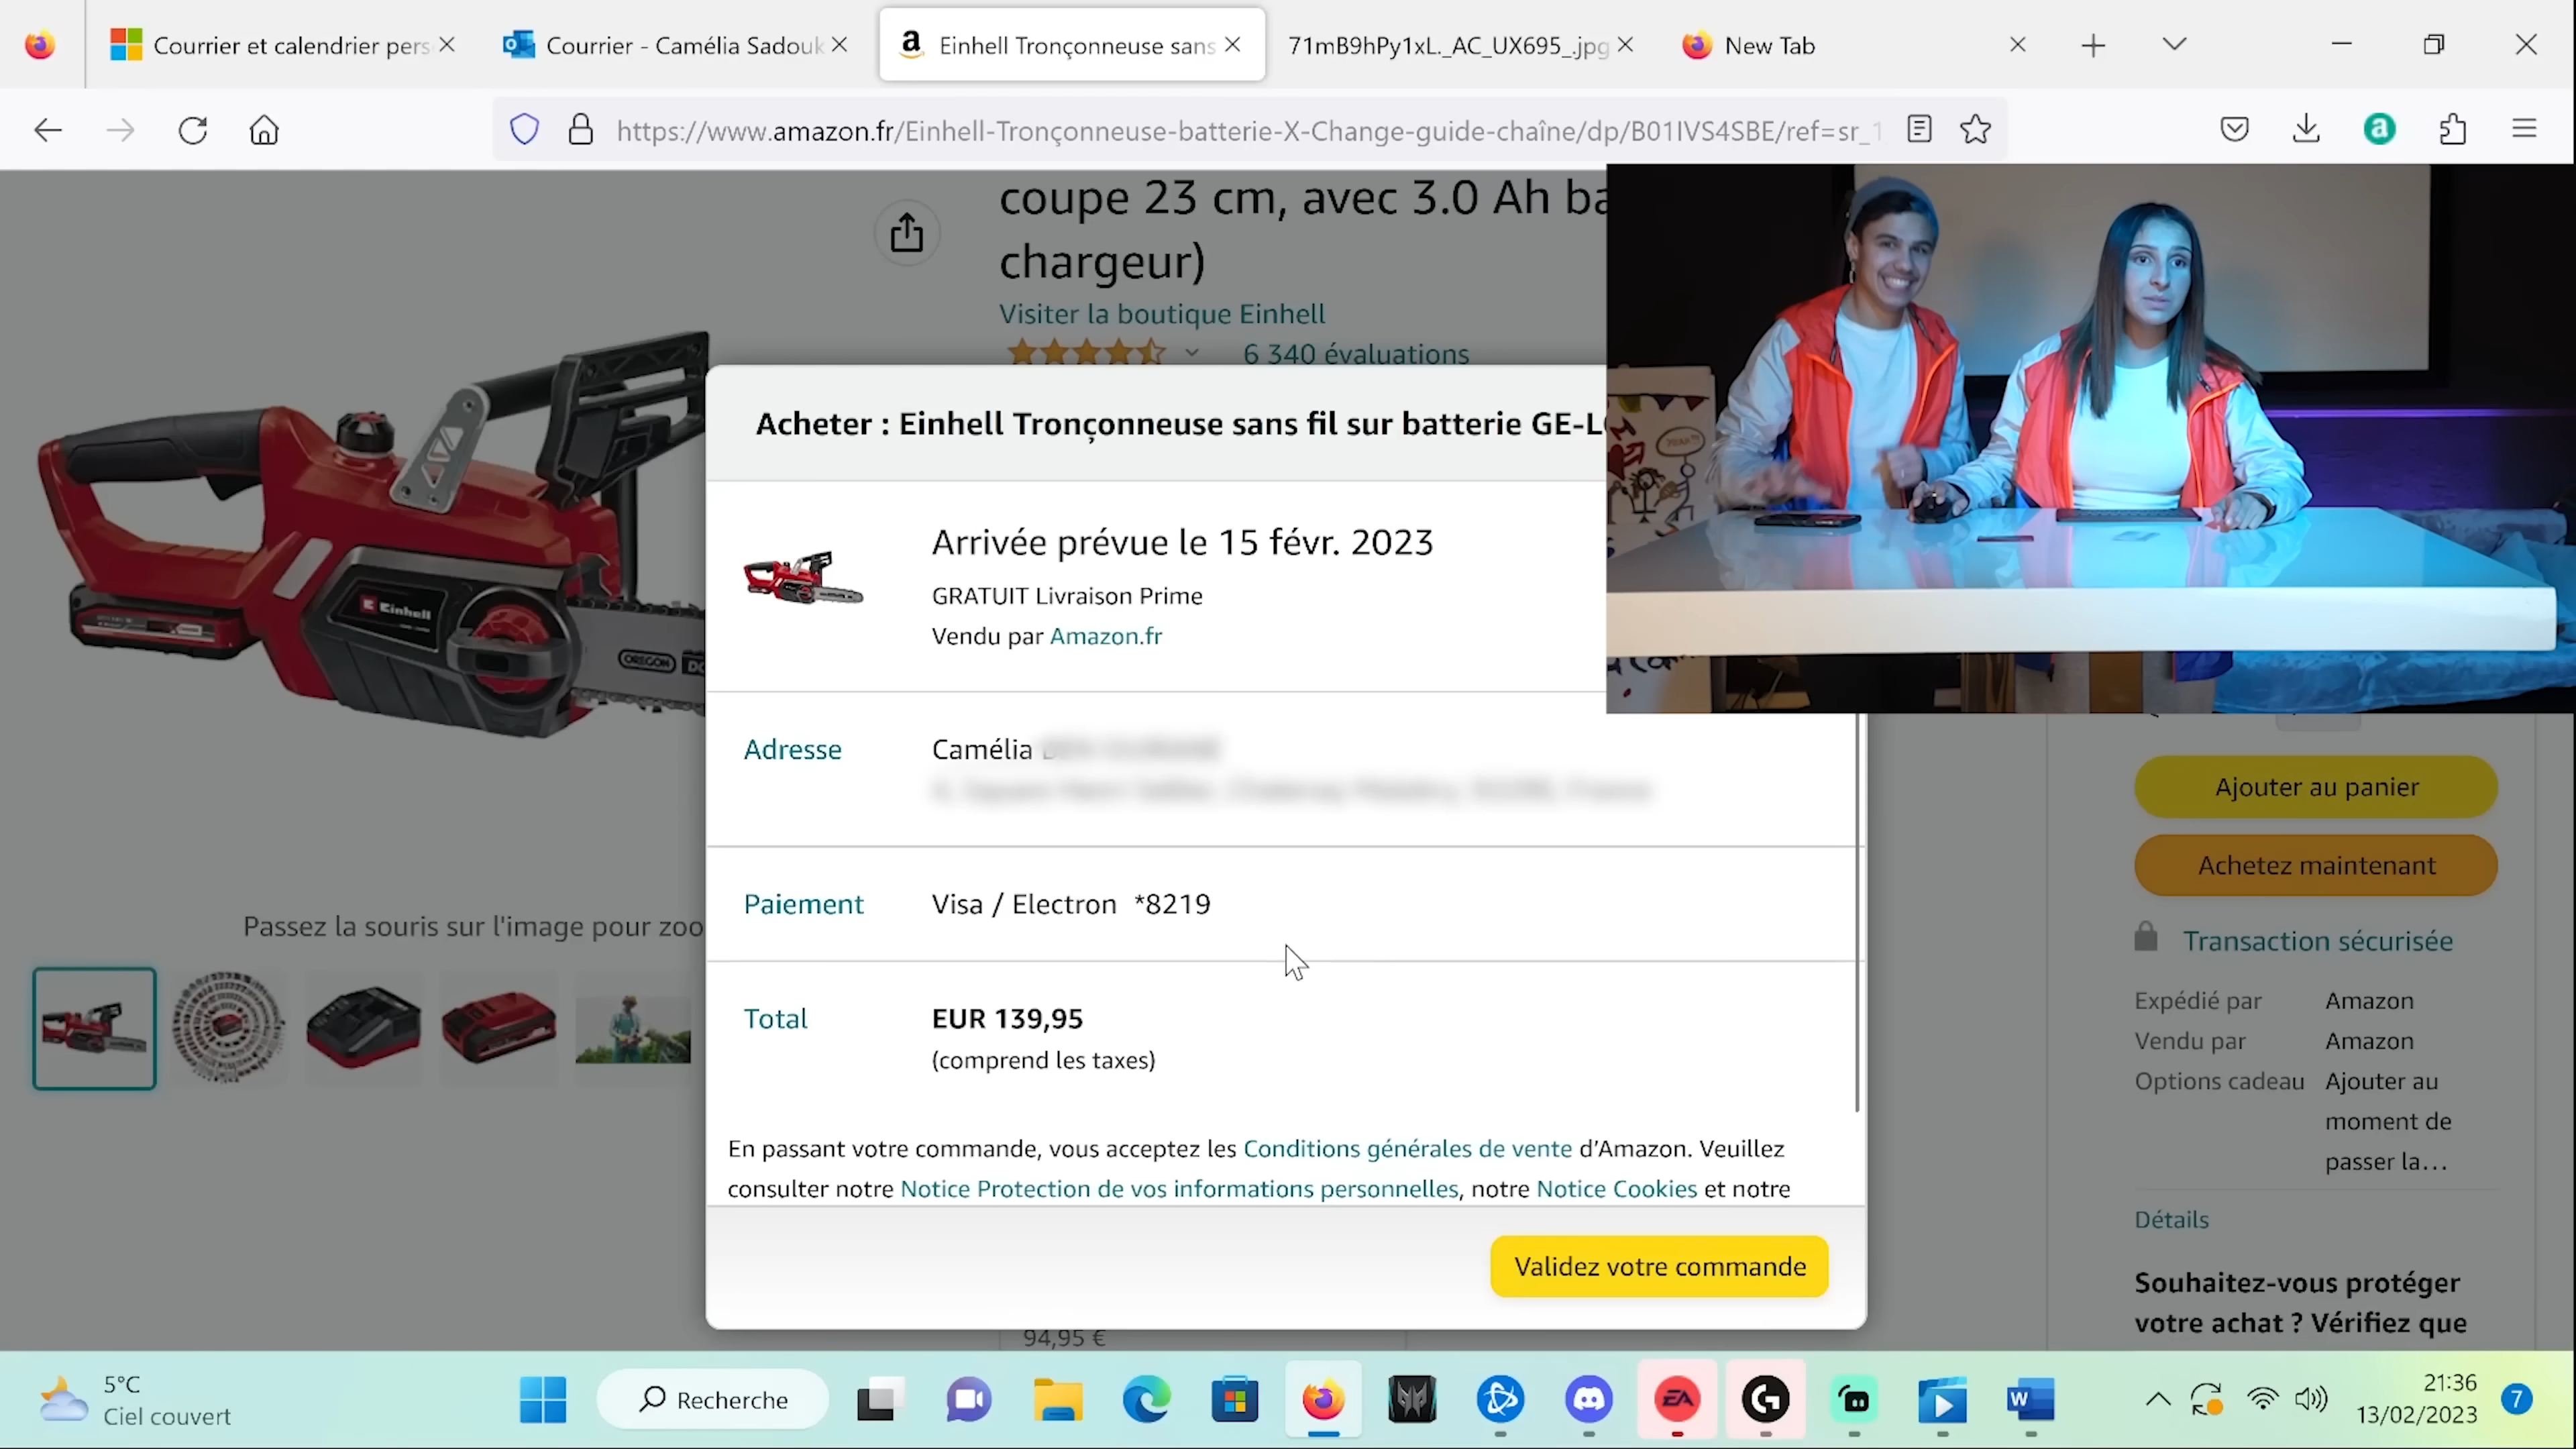 Courrier et calendrier pers
Courrier - Camélia Sadouk
Einhell Tronçonneuse sans
71mB9hPy1xL._AC_UX695_.jpg
New Tab
https://www.amazon.fr/Einhell-Tronçonneuse-batterie-X-Change-guide-chaîne/dp/B01IVS4SBE/ref=sr_1
coupe 23 cm, avec 3.0 Ah ba
chargeur)
Visiter la boutique Einhell
6 340 évaluations
Acheter : Einhell Tronçonneuse sans fil sur batterie GE-L
Arrivée prévue le 15 févr. 2023
GRATUIT Livraison Prime
Vendu par Amazon.fr
Einhell
OREGON
Adresse
Camélia
Paiement
Visa / Electron *8219
Total
EUR 139,95
(comprend les taxes)
En passant votre commande, vous acceptez les Conditions générales de vente d'Amazon. Veuillez
consulter notre Notice Protection de vos informations personnelles, notre Notice Cookies et notre
Validez votre commande
94,95 €
Passez la souris sur l'image pour zoo
Ajouter au panier
Achetez maintenant
Transaction sécurisée
Expédié par Amazon
Vendu par Amazon
Options cadeau Ajouter au
moment de
passer la...
Détails
Souhaitez-vous protéger
votre achat ? Vérifiez que
5°C
Ciel couvert
Recherche
EA
W
21:36
13/02/2023
7